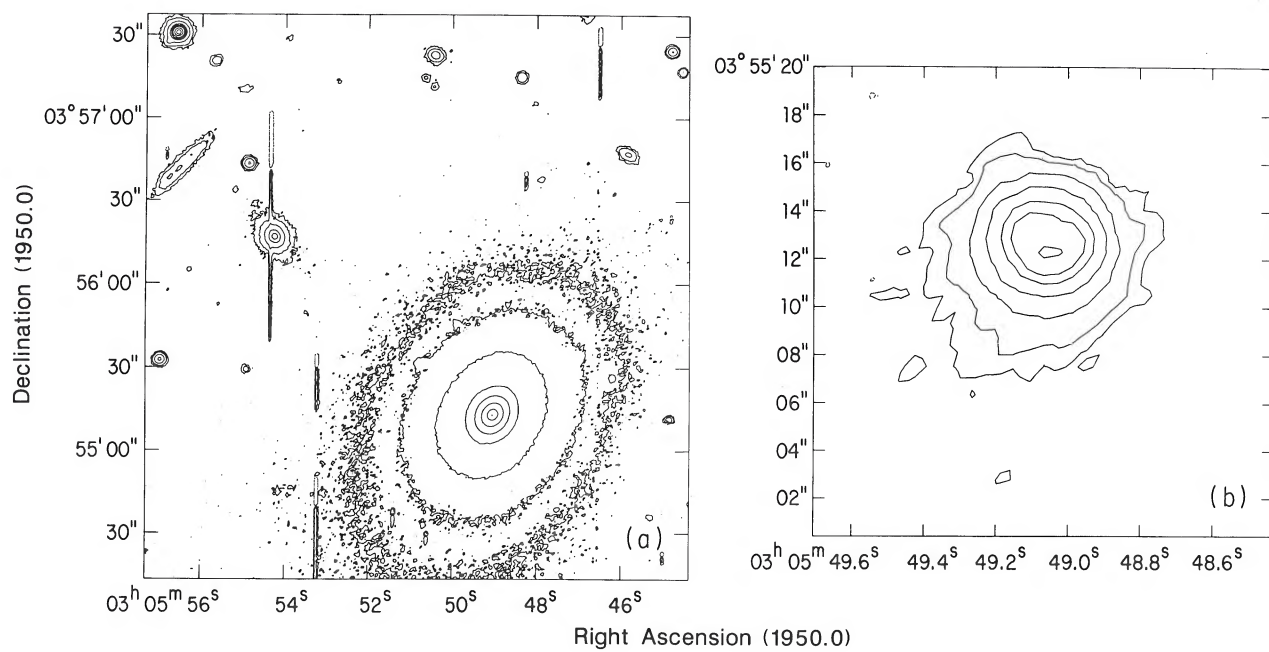 30"
03° 57' 00"
30"
56' 00"
30"
55' 00"
30"
03ʰ 05ᵐ 56ˢ 54ˢ 52ˢ 50ˢ 48ˢ 46ˢ
Declination (1950.0)
(a)
03° 55' 20"
18"
16"
14"
12"
10"
08"
06"
04"
02"
03ʰ 05ᵐ 49.6ˢ 49.4ˢ 49.2ˢ 49.0ˢ 48.8ˢ 48.6ˢ
(b)
Right Ascension (1950.0)